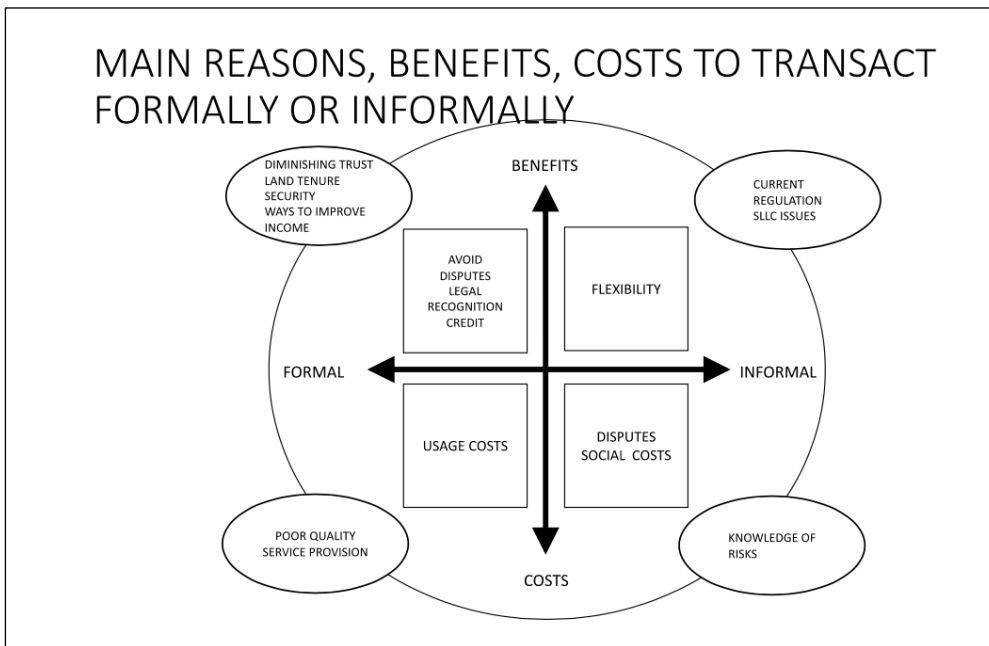 MAIN REASONS, BENEFITS, COSTS TO TRANSACT
FORMALLY OR INFORMALLY
DIMINISHING TRUST
LAND TENURE
SECURITY
WAYS TO IMPROVE
INCOME
BENEFITS
CURRENT
REGULATION
SLLC ISSUES
AVOID
DISPUTES
LEGAL
RECOGNITION
CREDIT
FLEXIBILITY
FORMAL
INFORMAL
USAGE COSTS
DISPUTES
SOCIAL COSTS
POOR QUALITY
SERVICE PROVISION
KNOWLEDGE OF
RISKS
COSTS